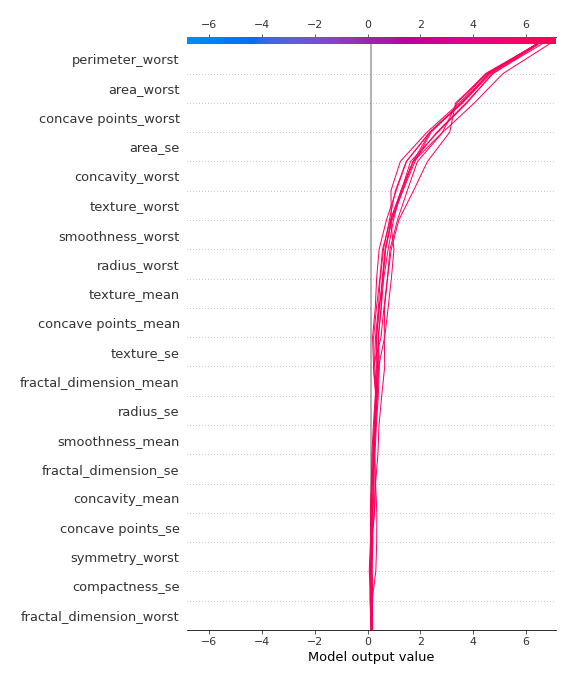 −6 −4 −2 0 2 4 6
perimeter_worst
area_worst
concave points_worst
area_se
concavity_worst
texture_worst
smoothness_worst
radius_worst
texture_mean
concave points_mean
texture_se
fractal_dimension_mean
radius_se
smoothness_mean
fractal_dimension_se
concavity_mean
concave points_se
symmetry_worst
compactness_se
fractal_dimension_worst
−6 −4 −2 0 2 4 6
Model output value